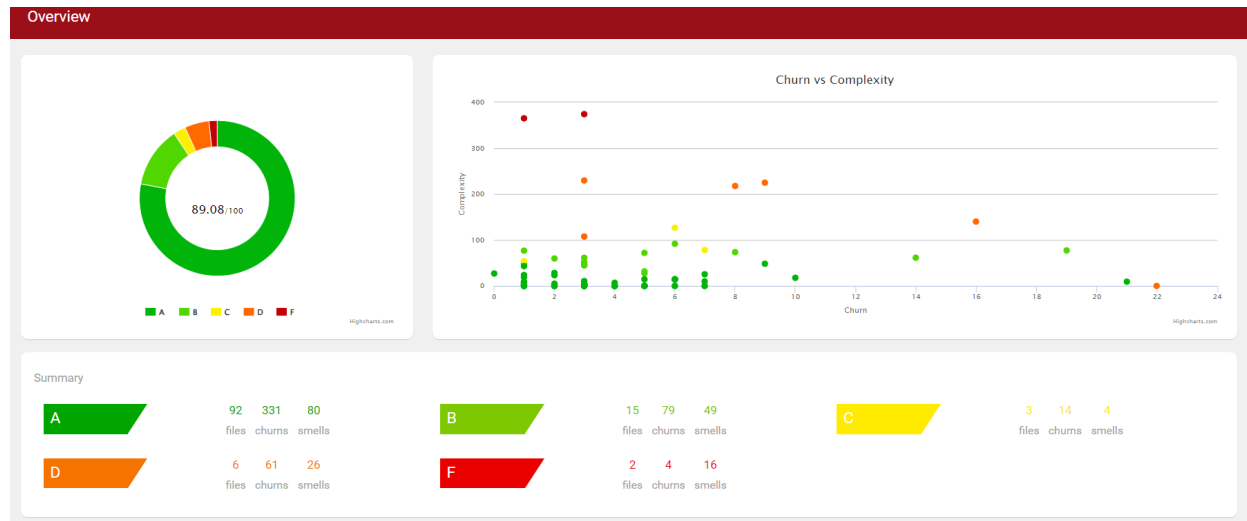 Overview
89.08/100
A B C D F
Highcharts.com
Churn vs Complexity
Complexity
400
300
200
100
0
0 2 4 6 8 10 12 14 16 18 20 22 24
Churn
Highcharts.com
Summary
A
92 331 80
files churns smells
B
15 79 49
files churns smells
C
3 14 4
files churns smells
D
6 61 26
files churns smells
F
2 4 16
files churns smells